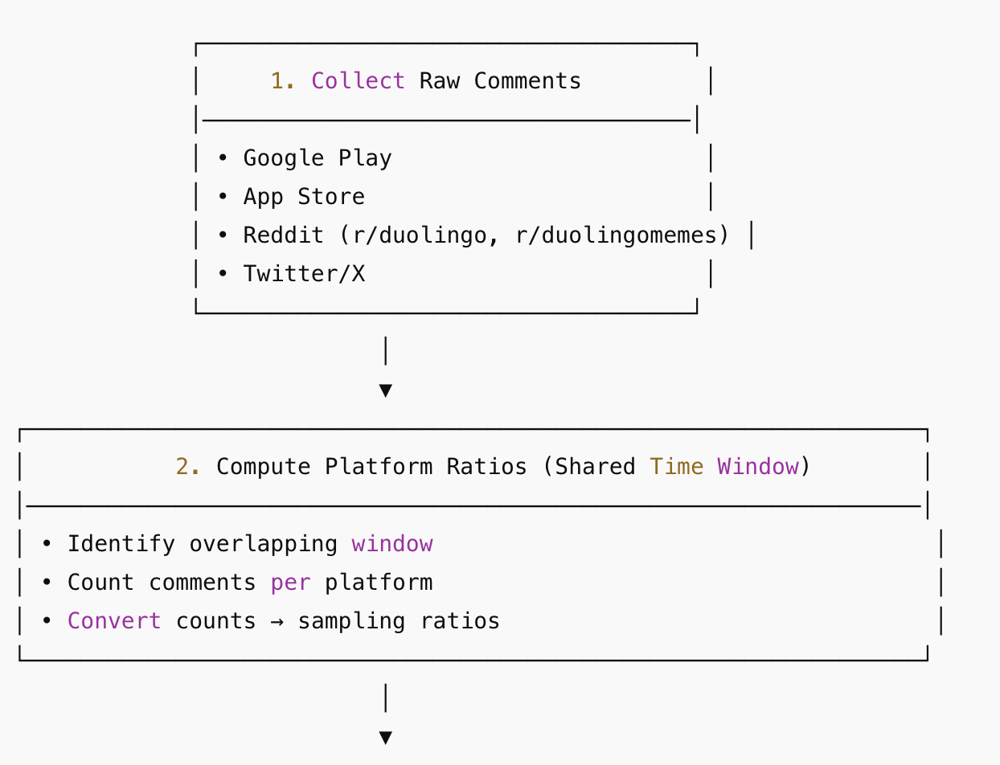 1. Collect Raw Comments
• Google Play
• App Store
• Reddit (r/duolingo, r/duolingomemes)
• Twitter/X
2. Compute Platform Ratios (Shared Time Window)
• Identify overlapping window
• Count comments per platform
• Convert counts → sampling ratios